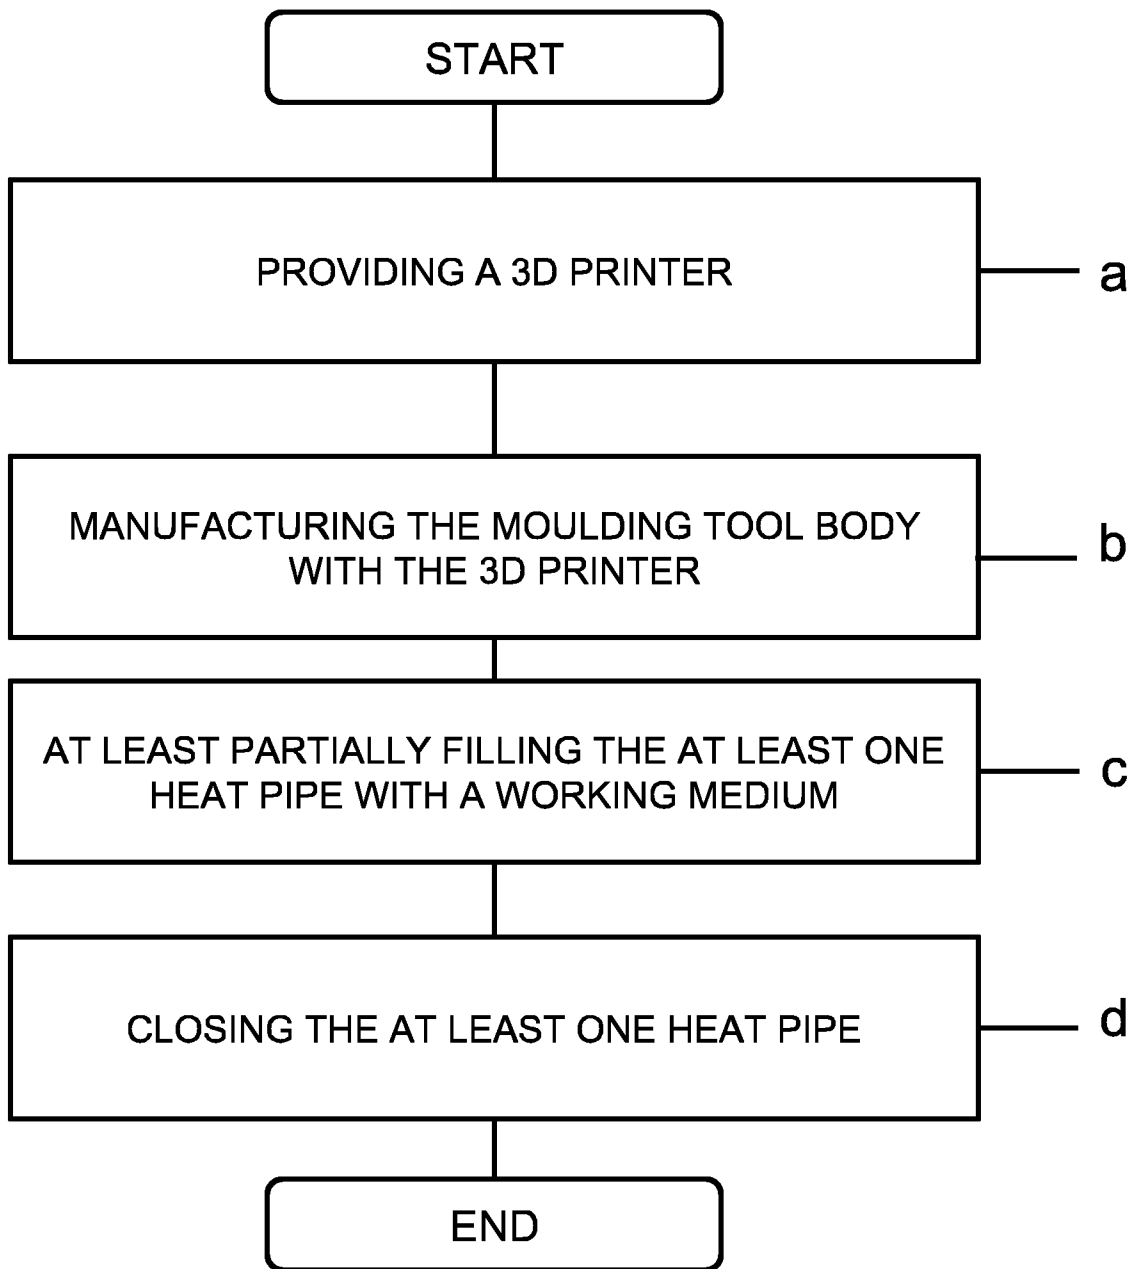 START
PROVIDING A 3D PRINTER
a
MANUFACTURING THE MOULDING TOOL BODY
WITH THE 3D PRINTER
b
AT LEAST PARTIALLY FILLING THE AT LEAST ONE
HEAT PIPE WITH A WORKING MEDIUM
c
CLOSING THE AT LEAST ONE HEAT PIPE
d
END